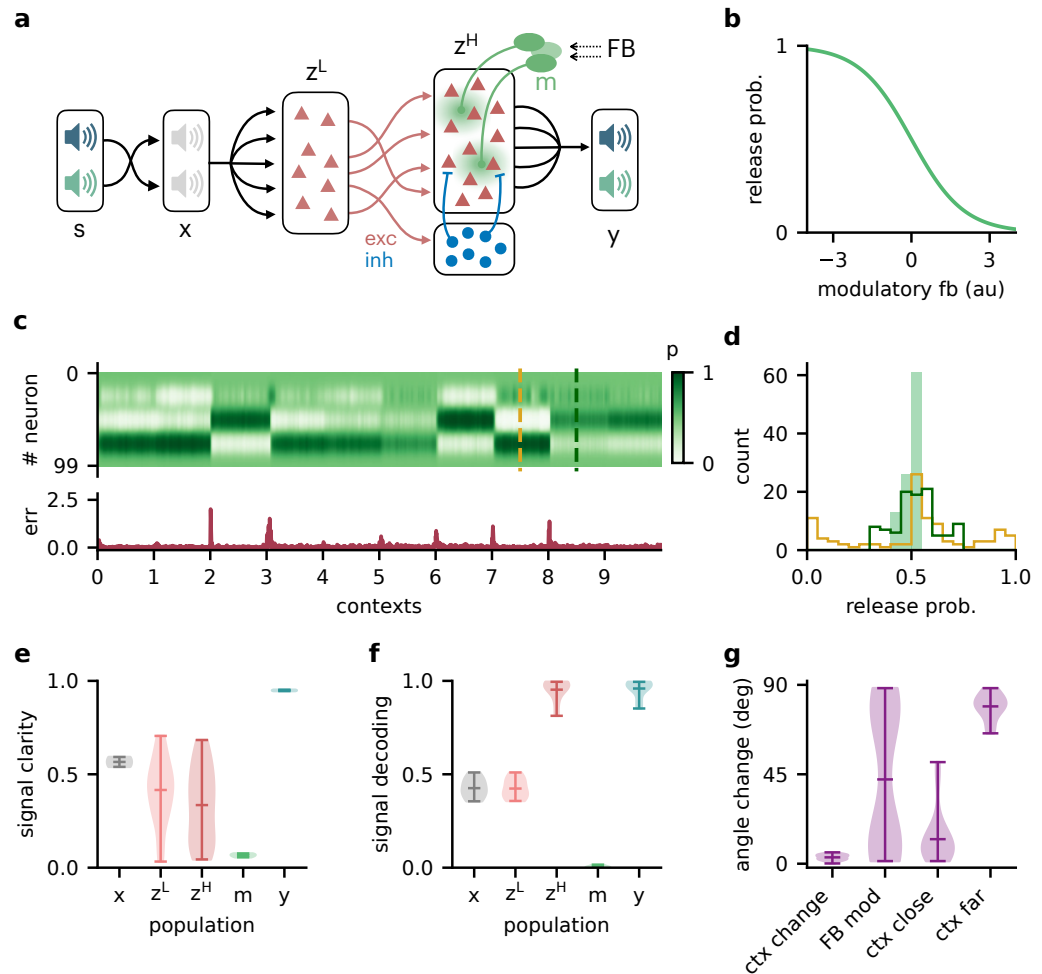 a
s
x
z^L
z^H
FB
m
exc
inh
y
b
release prob.
1
0
−3
0
3
modulatory fb (au)
c
# neuron
0
99
p
1
0
err
2.5
0.0
0 1 2 3 4 5 6 7 8 9
contexts
d
count
60
40
20
0
0.0 0.5 1.0
release prob.
e
signal clarity
1.0
0.5
0.0
x z^L z^H m y
population
f
signal decoding
1.0
0.5
0.0
x z^L z^H m y
population
g
angle change (deg)
90
45
0
ctx change
FB mod
ctx close
ctx far